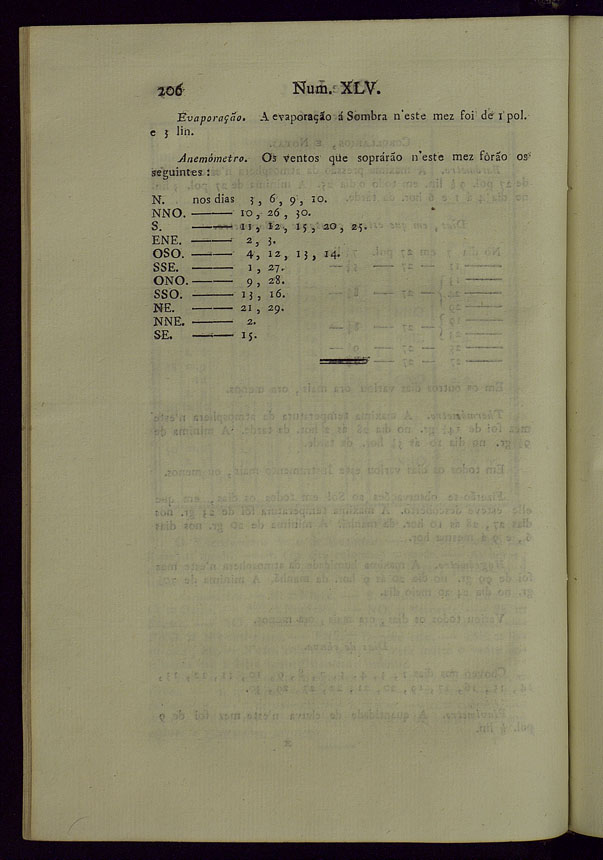 206 Num. XLV.
Evaporação. A evaporação á Sombra n'este mez foi de 1 pol.
e 3 lin.
Anemómetro. Os ventos que soprárão n'este mez fôrão os
seguintes :
N. nos dias 3, 6, 9, 10.
NNO. —— 10, 26, 30.
S. —— 11, 12, 15, 20, 25.
ENE. —— 2, 3.
OSO. —— 4, 12, 13, 14.
SSE. —— 1, 27.
ONO. —— 9, 28.
SSO. —— 13, 16.
NE. —— 21, 29.
NNE. —— 2.
SE. —— 15.